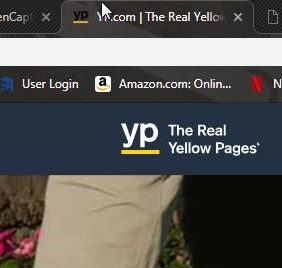 enCapt
yp yp.com | The Real Yellow
User Login
a Amazon.com: Onlin...
N
yp The Real
Yellow Pages